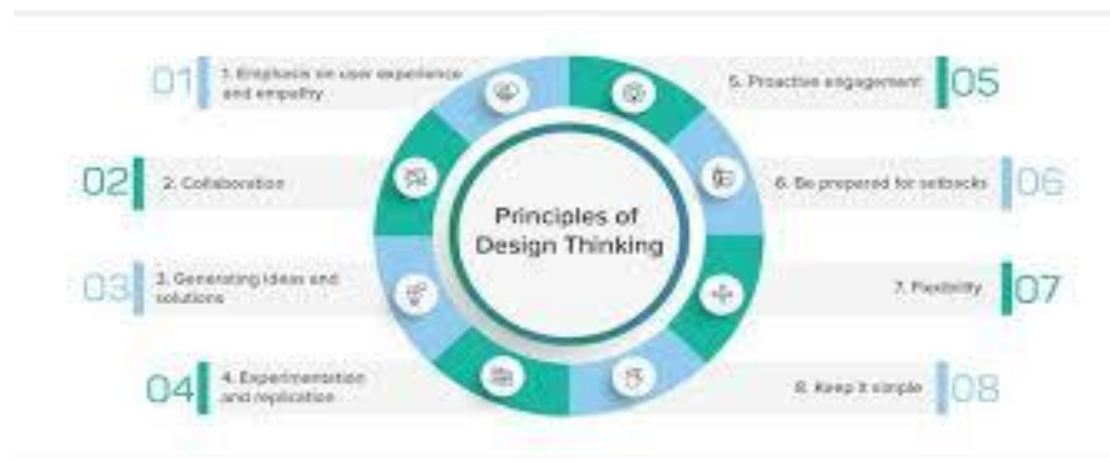 01
1. Emphasis on user experience
and empathy
02
2. Collaboration
03
3. Generating ideas and
solutions
04
4. Experimentation
and replication
Principles of
Design Thinking
5. Proactive engagement
05
6. Be prepared for setbacks
06
7. Flexibility
07
8. Keep it simple
08